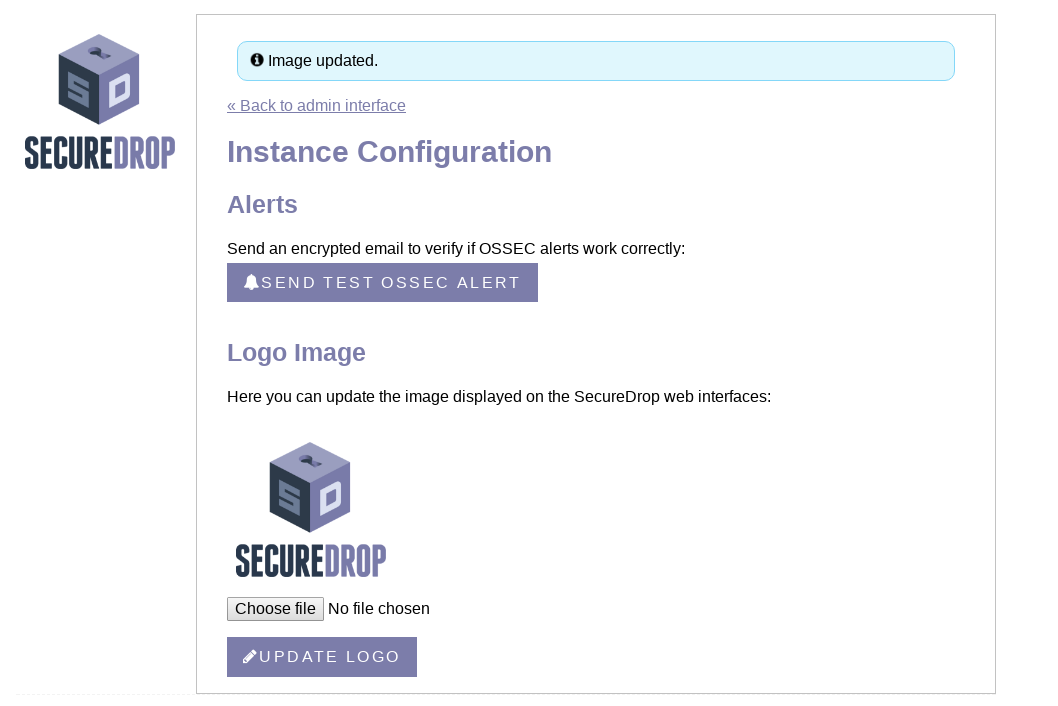 SD
SECUREDROP
Image updated.
« Back to admin interface
Instance Configuration
Alerts
Send an encrypted email to verify if OSSEC alerts work correctly:
SEND TEST OSSEC ALERT
Logo Image
Here you can update the image displayed on the SecureDrop web interfaces:
SD
SECUREDROP
Choose file No file chosen
UPDATE LOGO